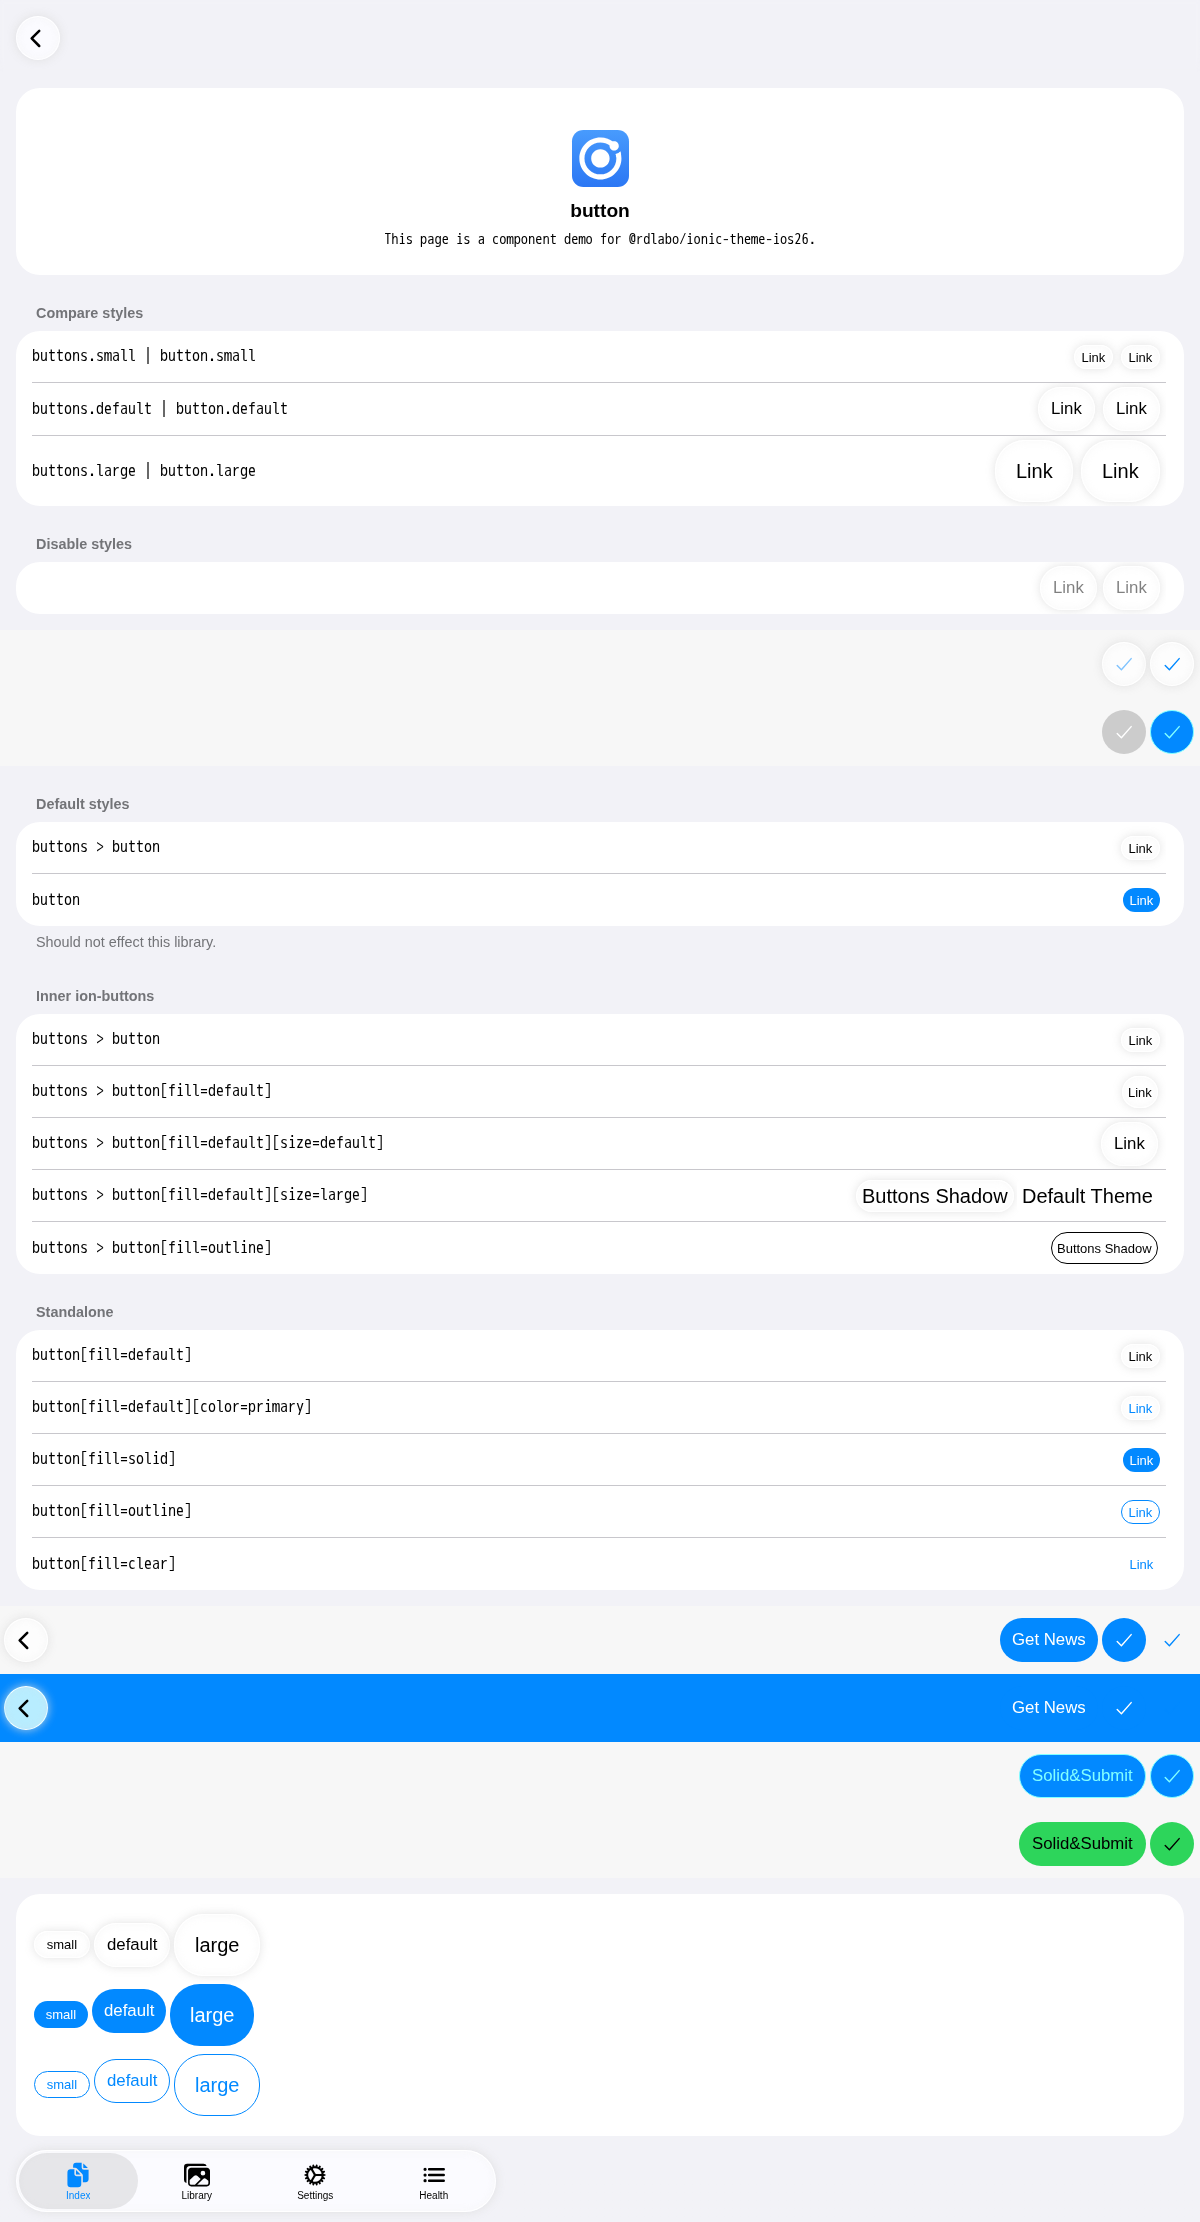 button
This page is a component demo for @rdlabo/ionic-theme-ios26.
Compare styles
buttons.small | button.small Link Link
buttons.default | button.default Link Link
buttons.large | button.large Link Link
Disable styles
Link Link
Default styles
buttons > button Link
button Link
Should not effect this library.
Inner ion-buttons
buttons > button Link
buttons > button[fill=default] Link
buttons > button[fill=default][size=default] Link
buttons > button[fill=default][size=large] Buttons Shadow Default Theme
buttons > button[fill=outline] Buttons Shadow
Standalone
button[fill=default] Link
button[fill=default][color=primary] Link
button[fill=solid] Link
button[fill=outline] Link
button[fill=clear] Link
Get News
Get News
Solid&Submit
Solid&Submit
small default large
small default large
small default large
Index Library Settings Health